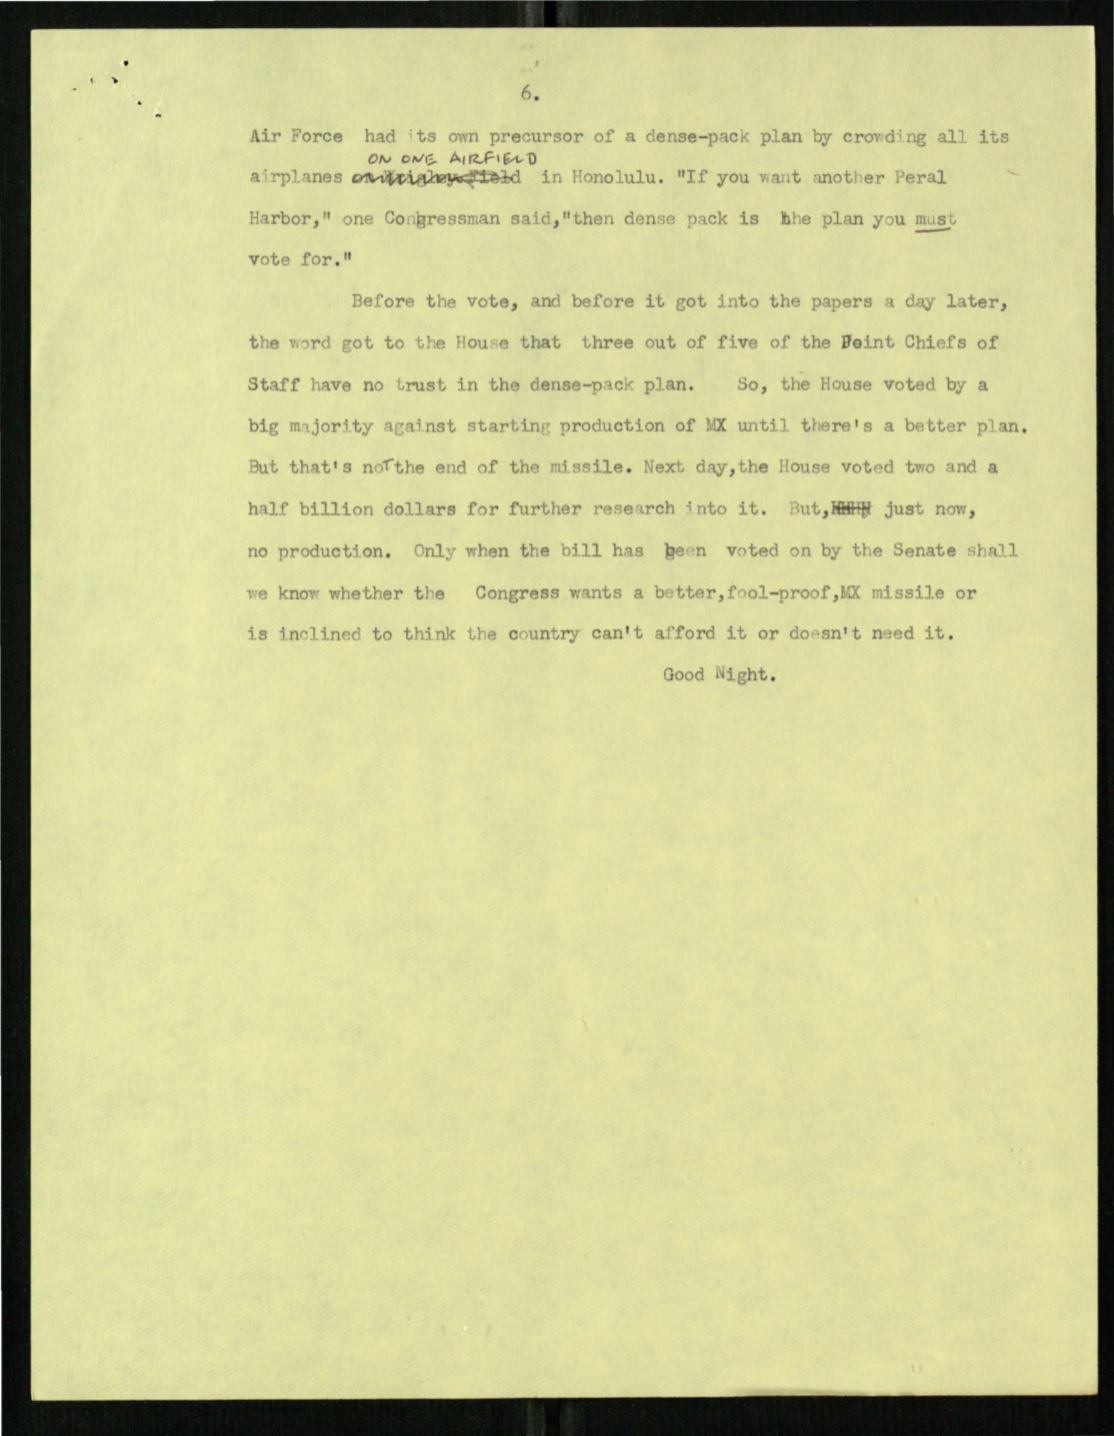 6.
Air Force had its own precursor of a dense-pack plan by crowding all its
ON ONE AIRFIELD
airplanes in Honolulu. "If you want another Peral
Harbor," one Congressman said,"then dense pack is the plan you must
vote for."
Before the vote, and before it got into the papers a day later,
the word got to the House that three out of five of the Joint Chiefs of
Staff have no trust in the dense-pack plan. So, the House voted by a
big majority against starting production of MX until there's a better plan.
But that's noT the end of the missile. Next day,the House voted two and a
half billion dollars for further research into it. But, just now,
no production. Only when the bill has been voted on by the Senate shall
we know whether the Congress wants a better,fool-proof,MX missile or
is inclined to think the country can't afford it or doesn't need it.
Good Night.